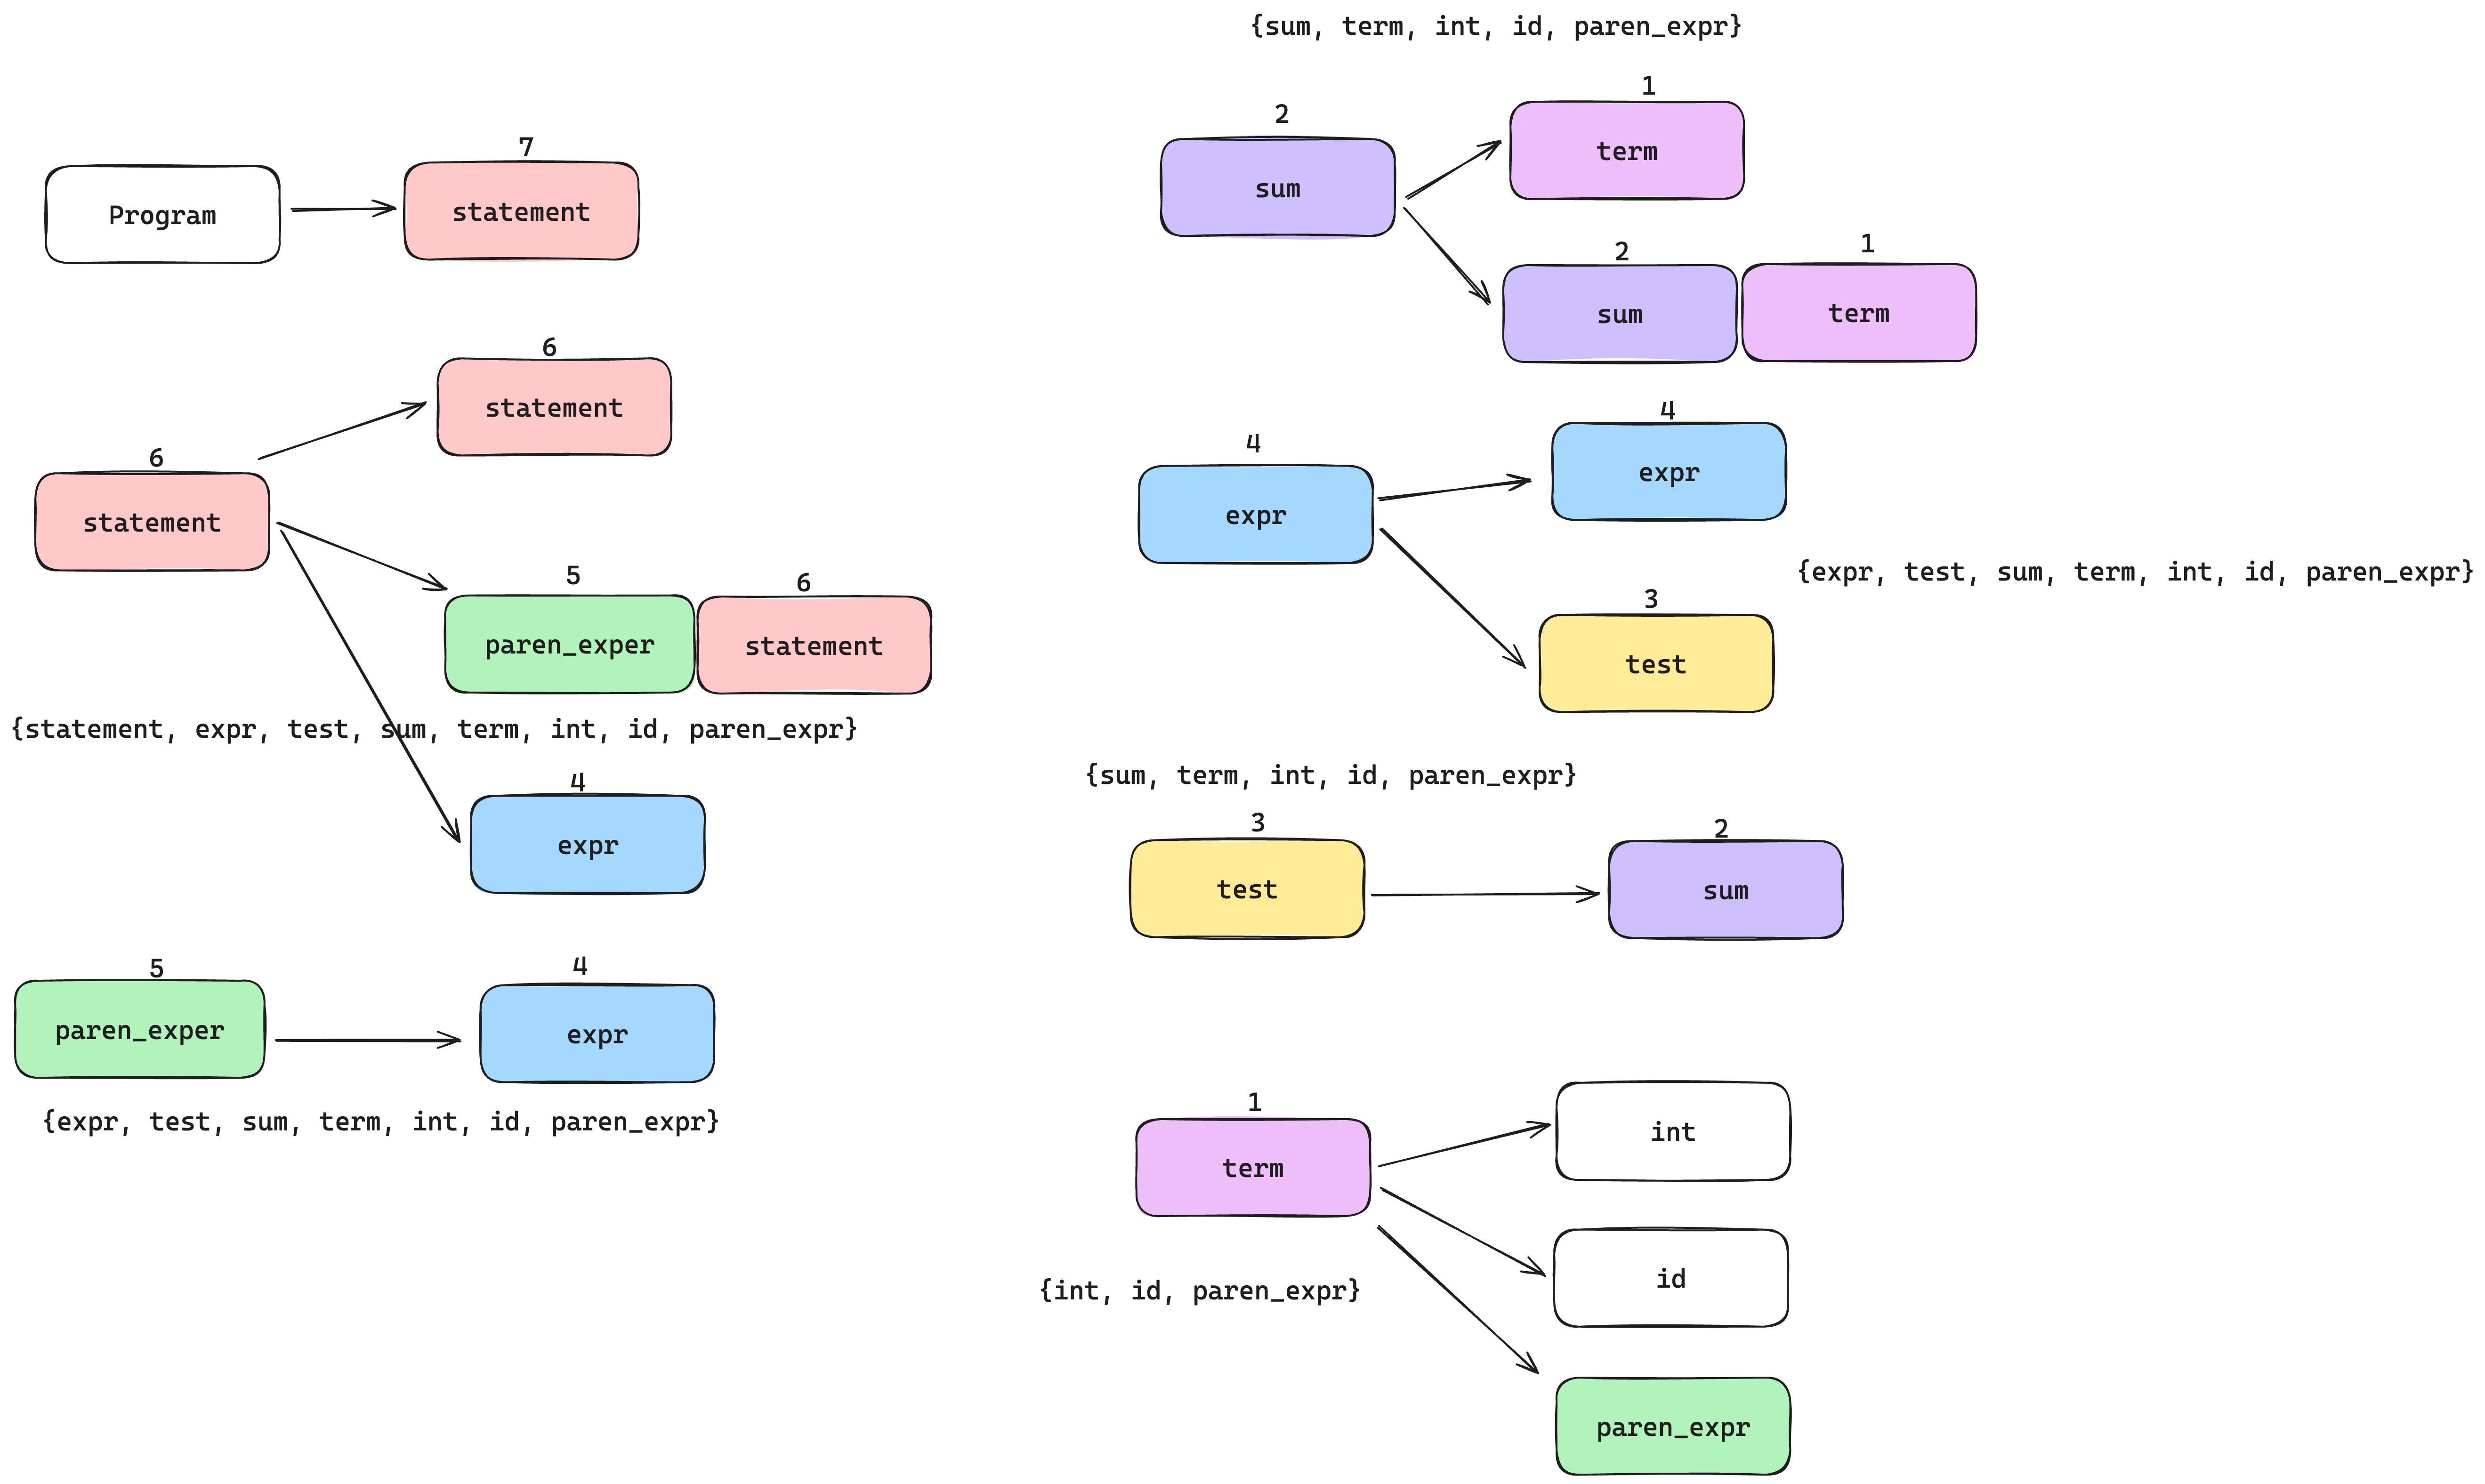 {sum, term, int, id, paren_expr}
2
1
sum
term
2
1
sum
term
7
Program
statement
6
statement
6
statement
5
6
paren_exper
statement
{statement, expr, test, sum, term, int, id, paren_expr}
4
expr
5
4
paren_exper
expr
{expr, test, sum, term, int, id, paren_expr}
4
4
expr
expr
{expr, test, sum, term, int, id, paren_expr}
3
test
{sum, term, int, id, paren_expr}
3
2
test
sum
1
term
int
id
{int, id, paren_expr}
paren_expr